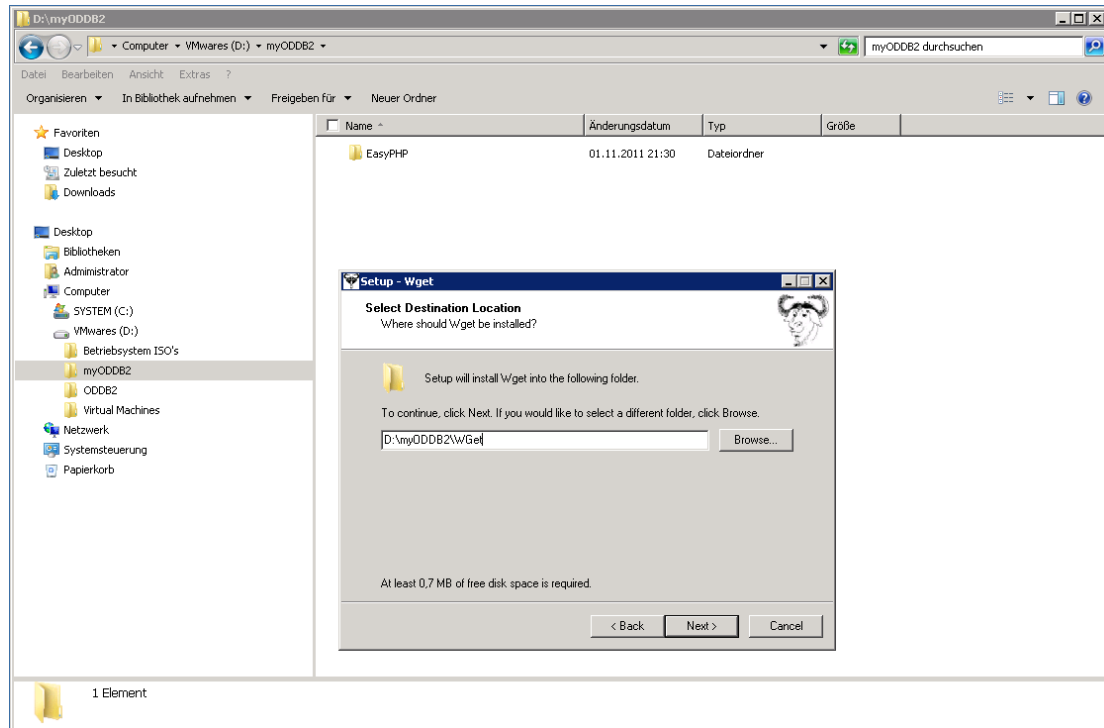 D:\myODDB2
Computer VMwares (D:) myODDB2
myODDB2 durchsuchen
Datei Bearbeiten Ansicht Extras ?
Organisieren In Bibliothek aufnehmen Freigeben für Neuer Ordner
Favoriten
Desktop
Zuletzt besucht
Downloads
Desktop
Bibliotheken
Admimistrator
Computer
SYSTEM (C:)
VMwares (D:)
Betriebsystem ISO's
myODDB2
ODDB2
Virtual Machines
Netzwerk
Systemsteuerung
Papierkorb
Name Änderungsdatum Typ Größe
EasyPHP 01.11.2011 21:30 Dateiordner
Setup - Wget
Select Destination Location
Where should Wget be installed?
Setup will install Wget into the following folder.
To continue, click Next. If you would like to select a different folder, click Browse.
D:\myODDB2\WGet
Browse...
At least 0,7 MB of free disk space is required.
< Back Next > Cancel
1 Element